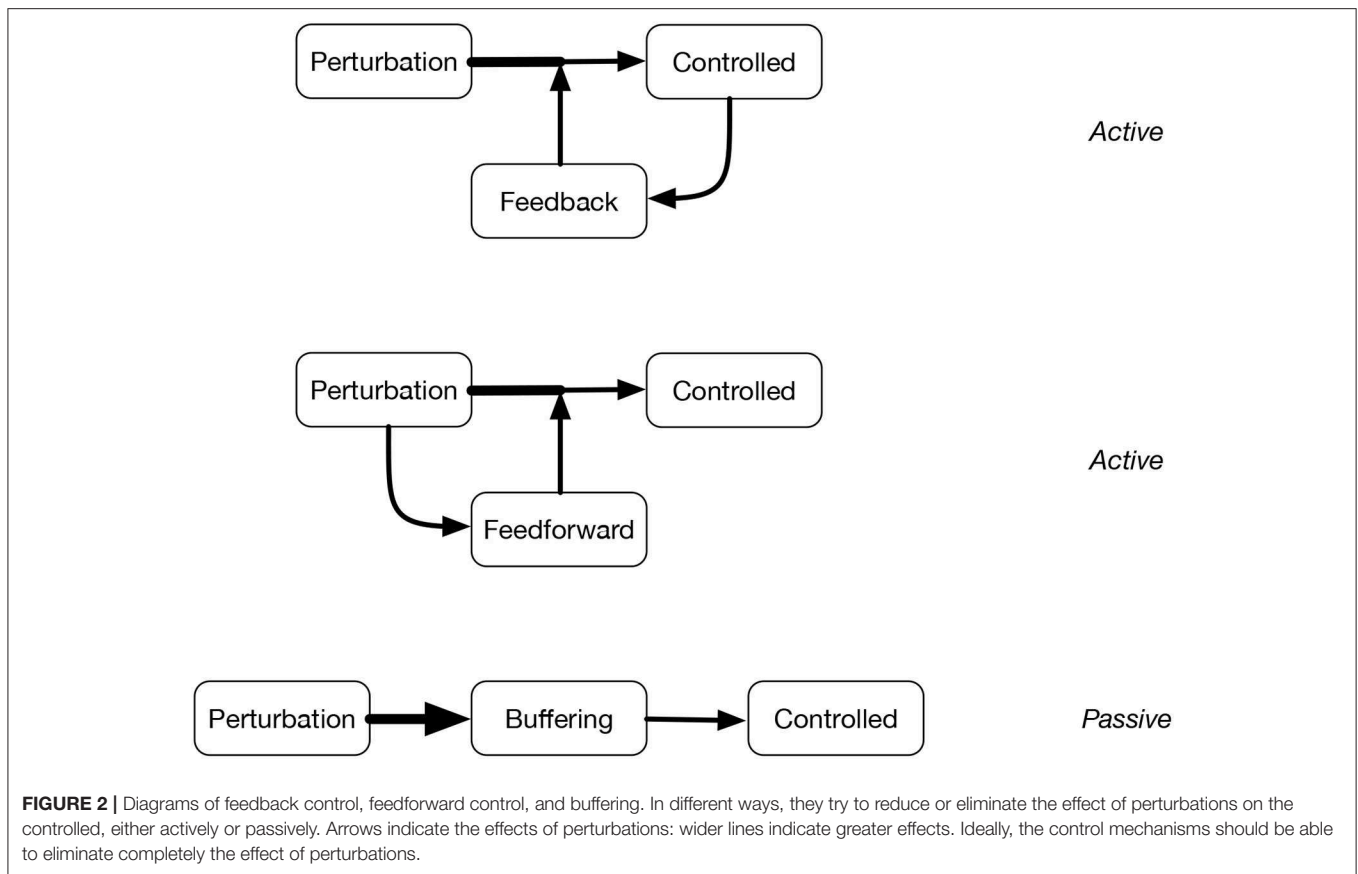 Perturbation
Controlled
Active
Feedback
Perturbation
Controlled
Active
Feedforward
Perturbation
Buffering
Controlled
Passive
FIGURE 2 | Diagrams of feedback control, feedforward control, and buffering. In different ways, they try to reduce or eliminate the effect of perturbations on the
controlled, either actively or passively. Arrows indicate the effects of perturbations: wider lines indicate greater effects. Ideally, the control mechanisms should be able
to eliminate completely the effect of perturbations.